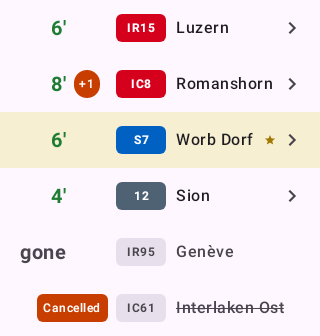 6' IR15 Luzern
8' +1 IC8 Romanshorn
6' S7 Worb Dorf
4' 12 Sion
gone IR95 Genève
Cancelled IC61 Interlaken Ost